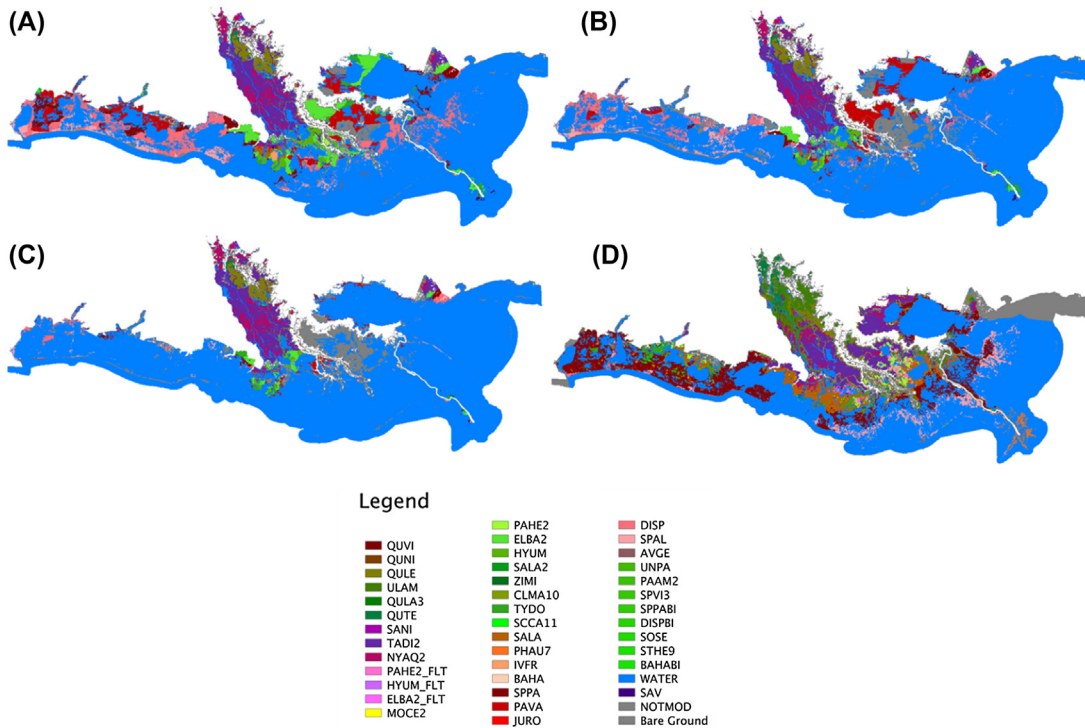 (A)
(B)
(C)
(D)
Legend
QUVI
QUNI
QULE
ULAM
QULA3
QUTE
SANI
TADI2
NYAQ2
PAHE2_FLT
HYUM_FLT
ELBA2_FLT
MOCE2
PAHE2
ELBA2
HYUM
SALA2
ZIMI
CLMA10
TYDO
SCCA11
SALA
PHAU7
IVFR
BAHA
SPPA
PAVA
JURO
DISP
SPAL
AVGE
UNPA
PAAM2
SPVI3
SPPABI
DISPBI
SOSE
STHE9
BAHABI
WATER
SAV
NOTMOD
Bare Ground